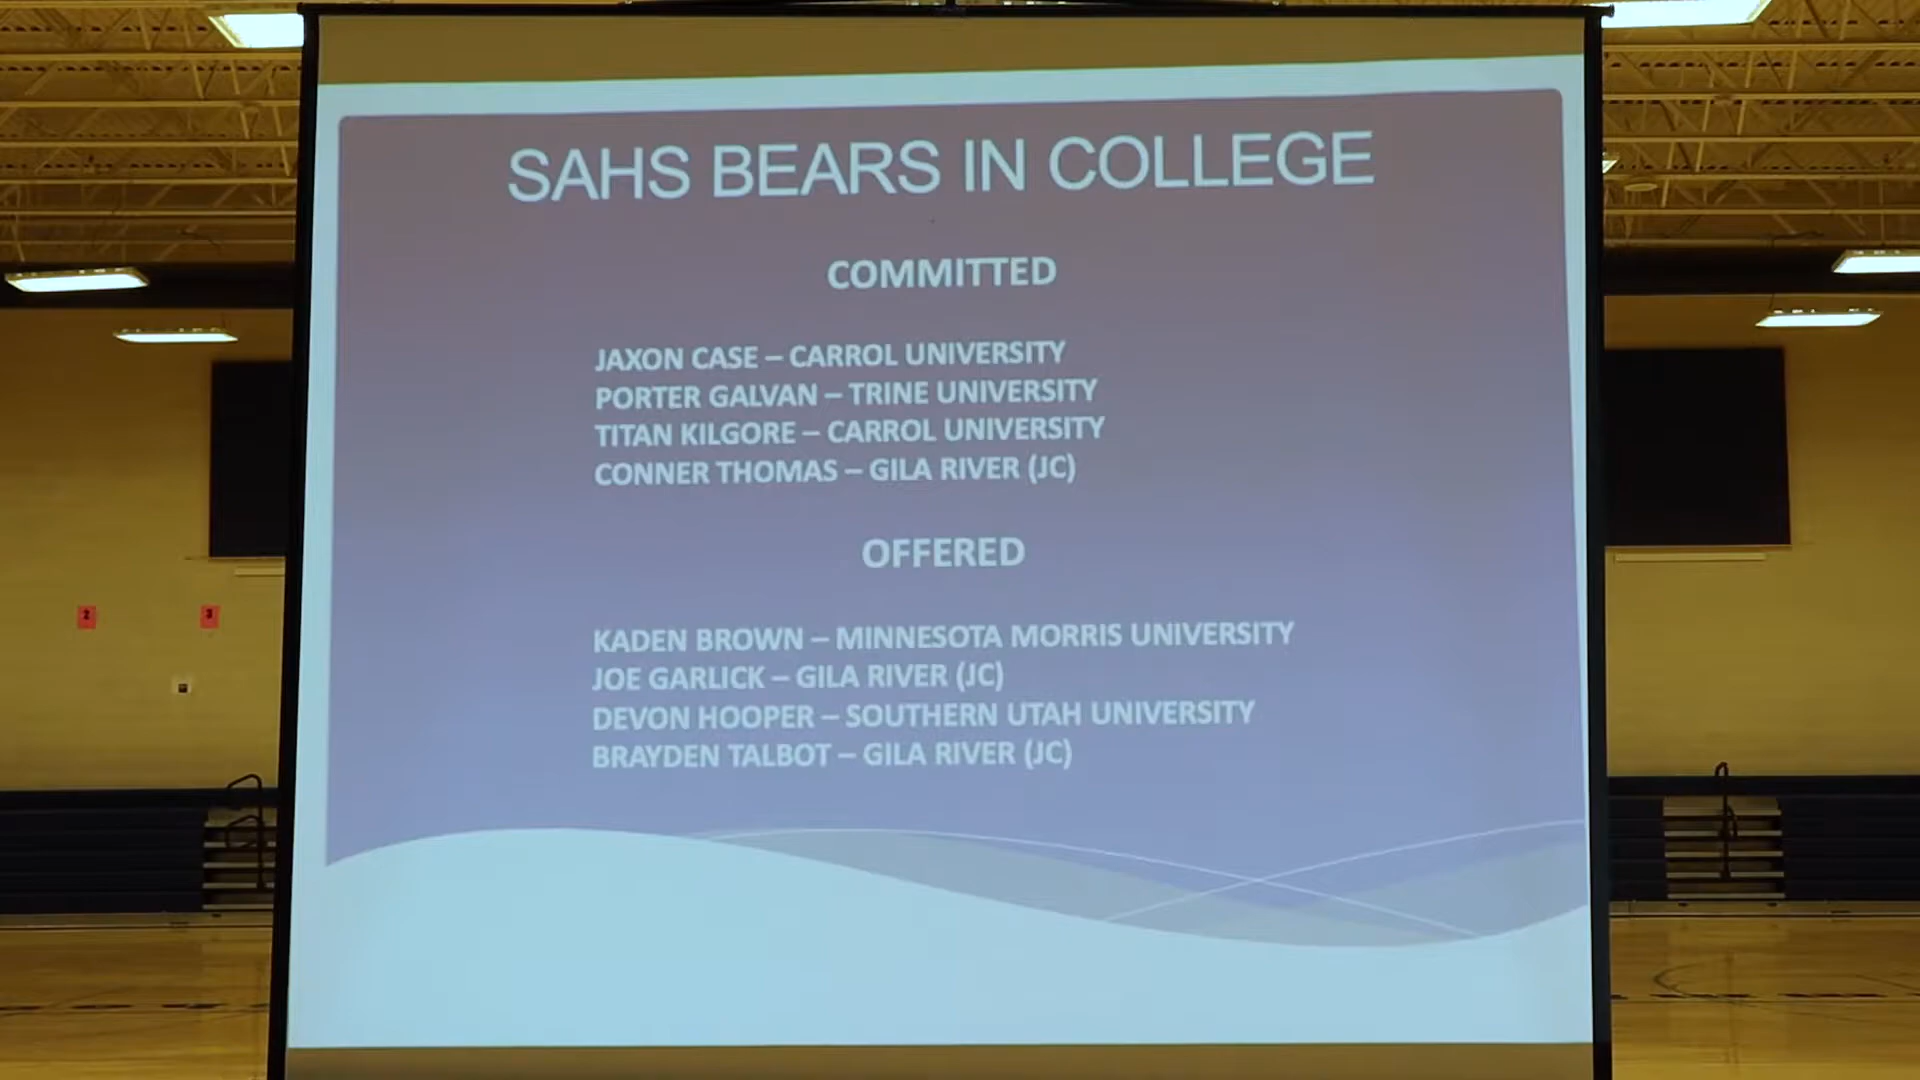 SAHS BEARS IN COLLEGE
COMMITTED
JAXON CASE – CARROL UNIVERSITY
PORTER GALVAN – TRINE UNIVERSITY
TITAN KILGORE – CARROL UNIVERSITY
CONNER THOMAS – GILA RIVER (JC)
OFFERED
KADEN BROWN – MINNESOTA MORRIS UNIVERSITY
JOE GARLICK – GILA RIVER (JC)
DEVON HOOPER – SOUTHERN UTAH UNIVERSITY
BRAYDEN TALBOT – GILA RIVER (JC)
2
3